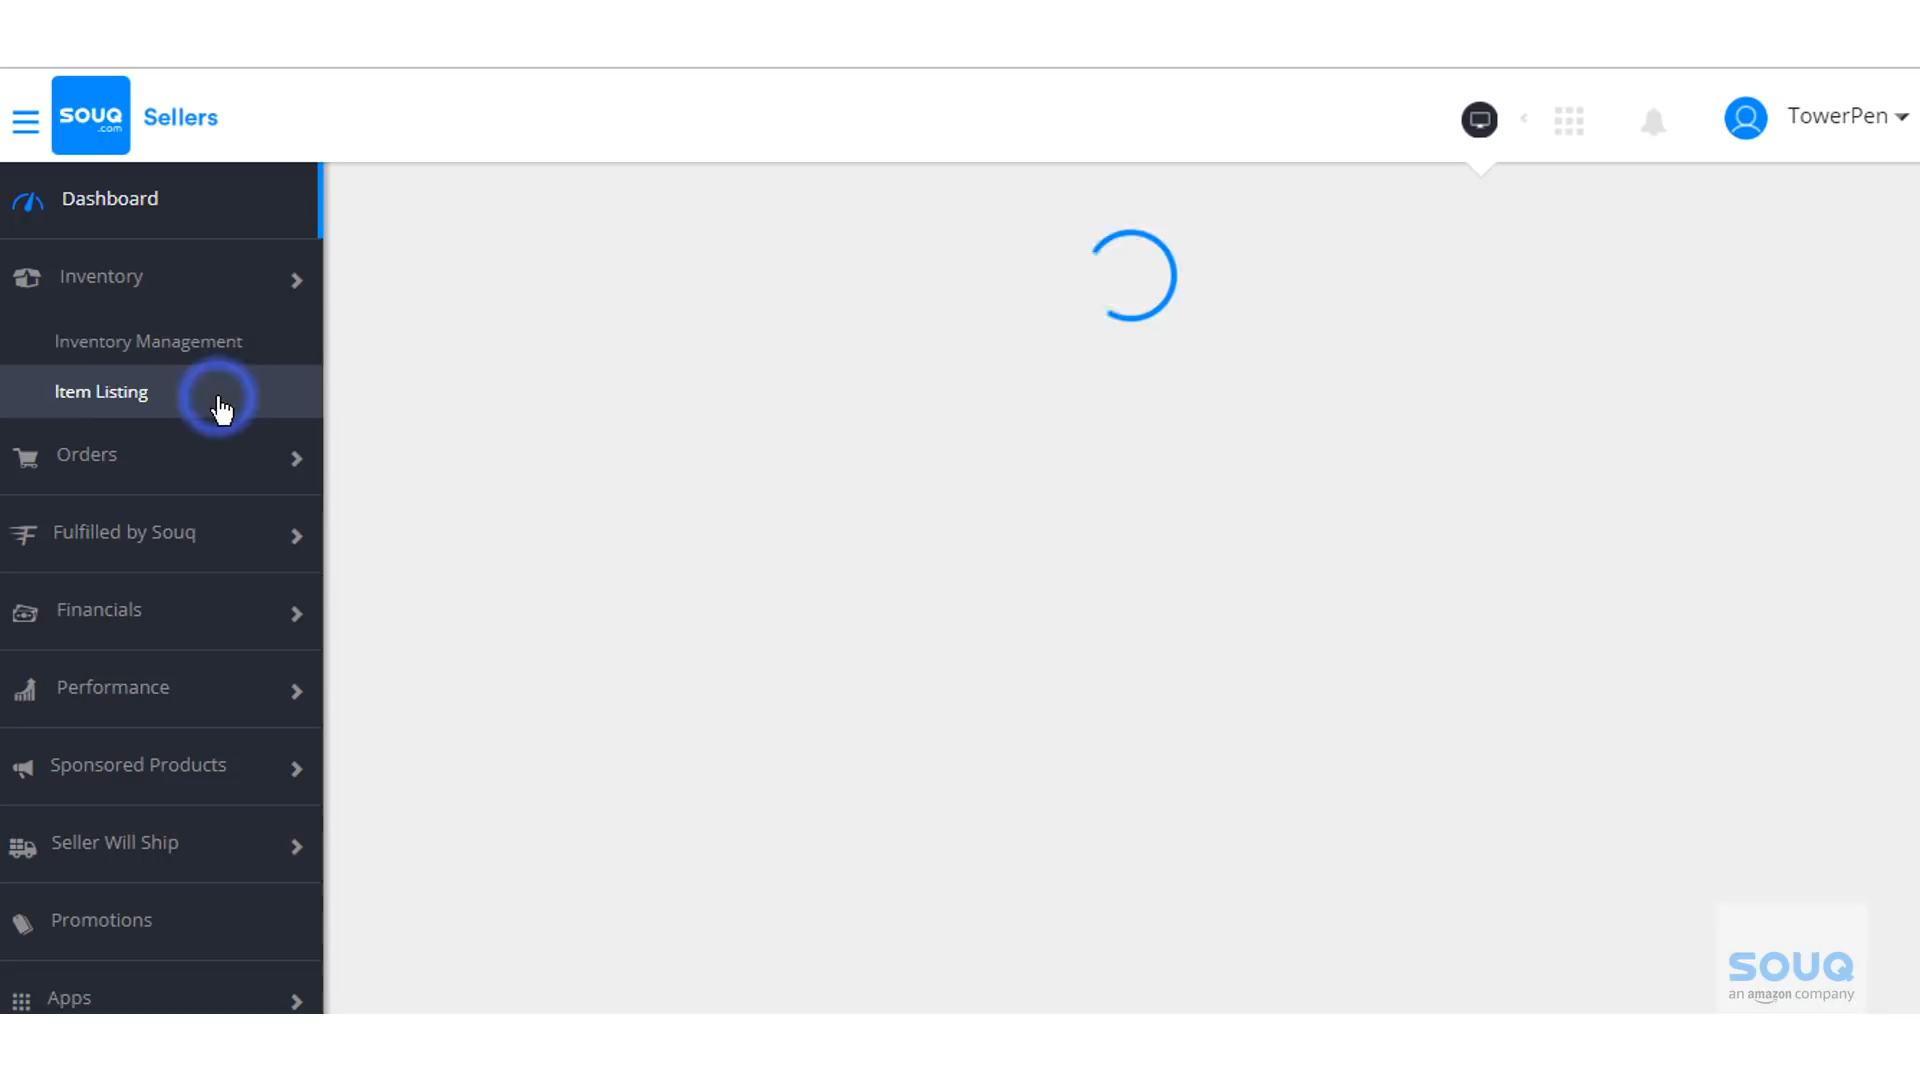 SOUQ
.com
Sellers
TowerPen
Dashboard
Inventory
Inventory Management
Item Listing
Orders
Fulfilled by Souq
Financials
Performance
Sponsored Products
Seller Will Ship
Promotions
Apps
SOUQ
an amazon company